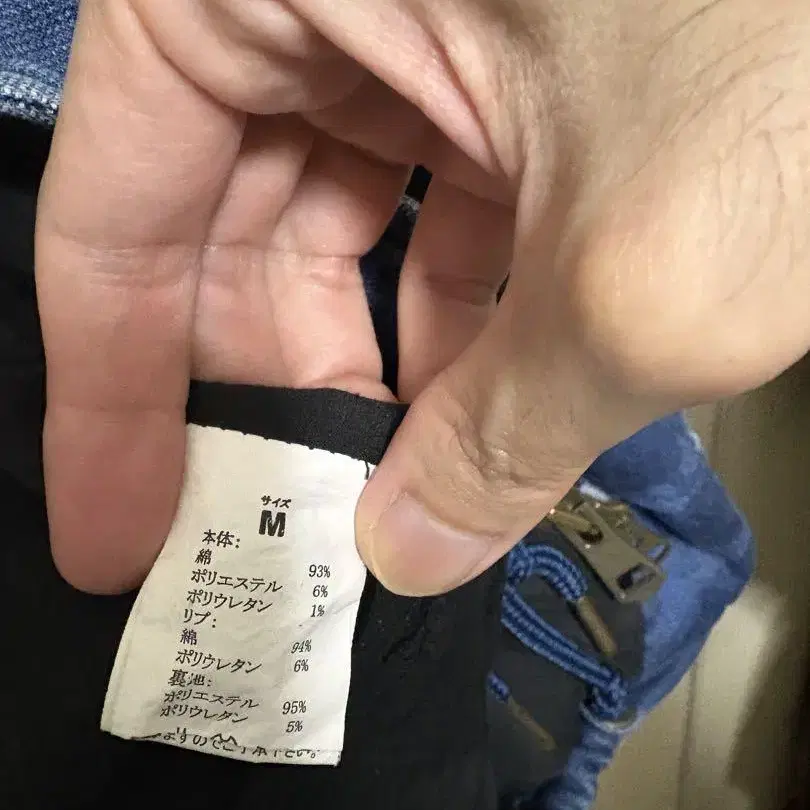 サイズ
M
本体:
綿 93%
ポリエステル 6%
ポリウレタン 1%
リブ:
綿 94%
ポリウレタン 6%
裏池:
ポリエステル 95%
ポリウレタン 5%